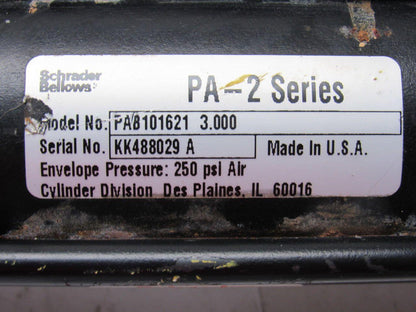 Schrader
Bellows
PA-2 Series
Model No. PAB101621 3.000
Serial No. KK488029 A
Made In U.S.A.
Envelope Pressure: 250 psi Air
Cylinder Division Des Plaines, IL 60016